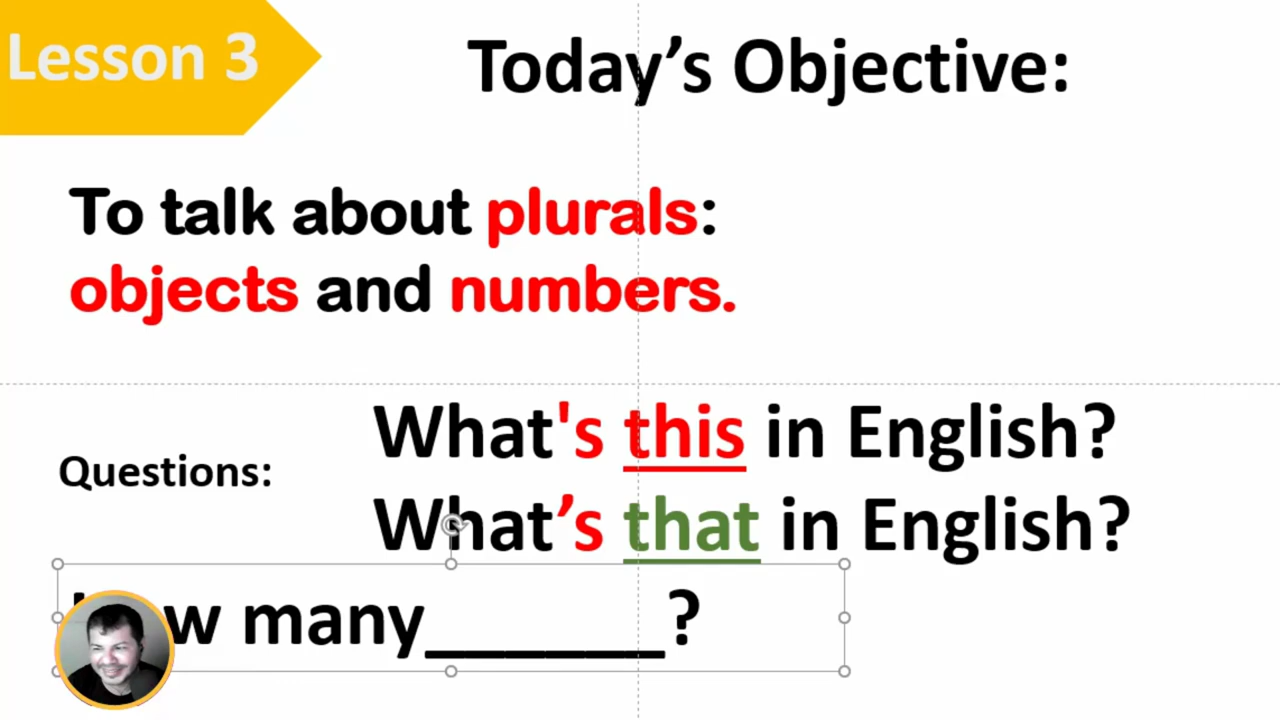 Lesson 3
Today’s Objective:
To talk about plurals:
objects and numbers.
Questions:
What's this in English?
What’s that in English?
many______?